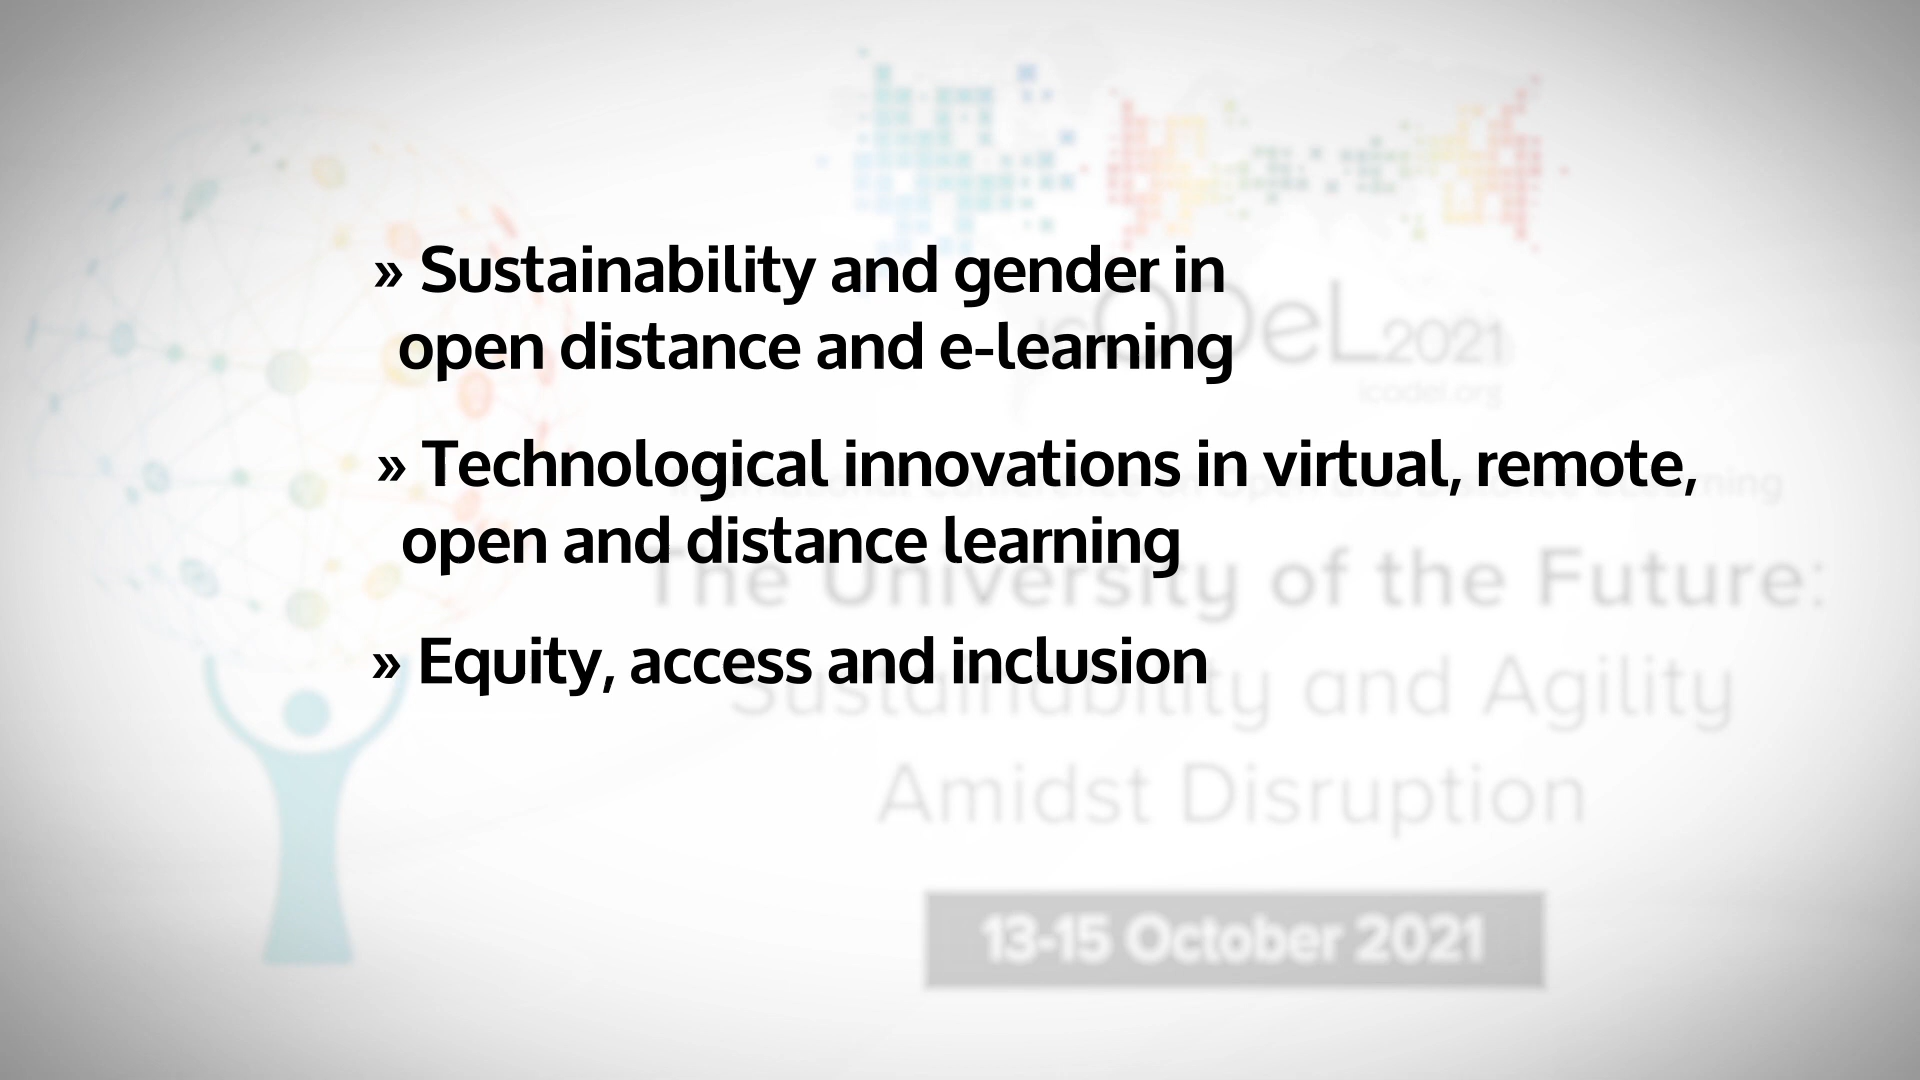 » Sustainability and gender in
open distance and e-learning
» Technological innovations in virtual, remote,
open and distance learning
» Equity, access and inclusion
icODeL2021
icodel.org
The University of the Future:
Sustainability and Agility
Amidst Disruption
13-15 October 2021